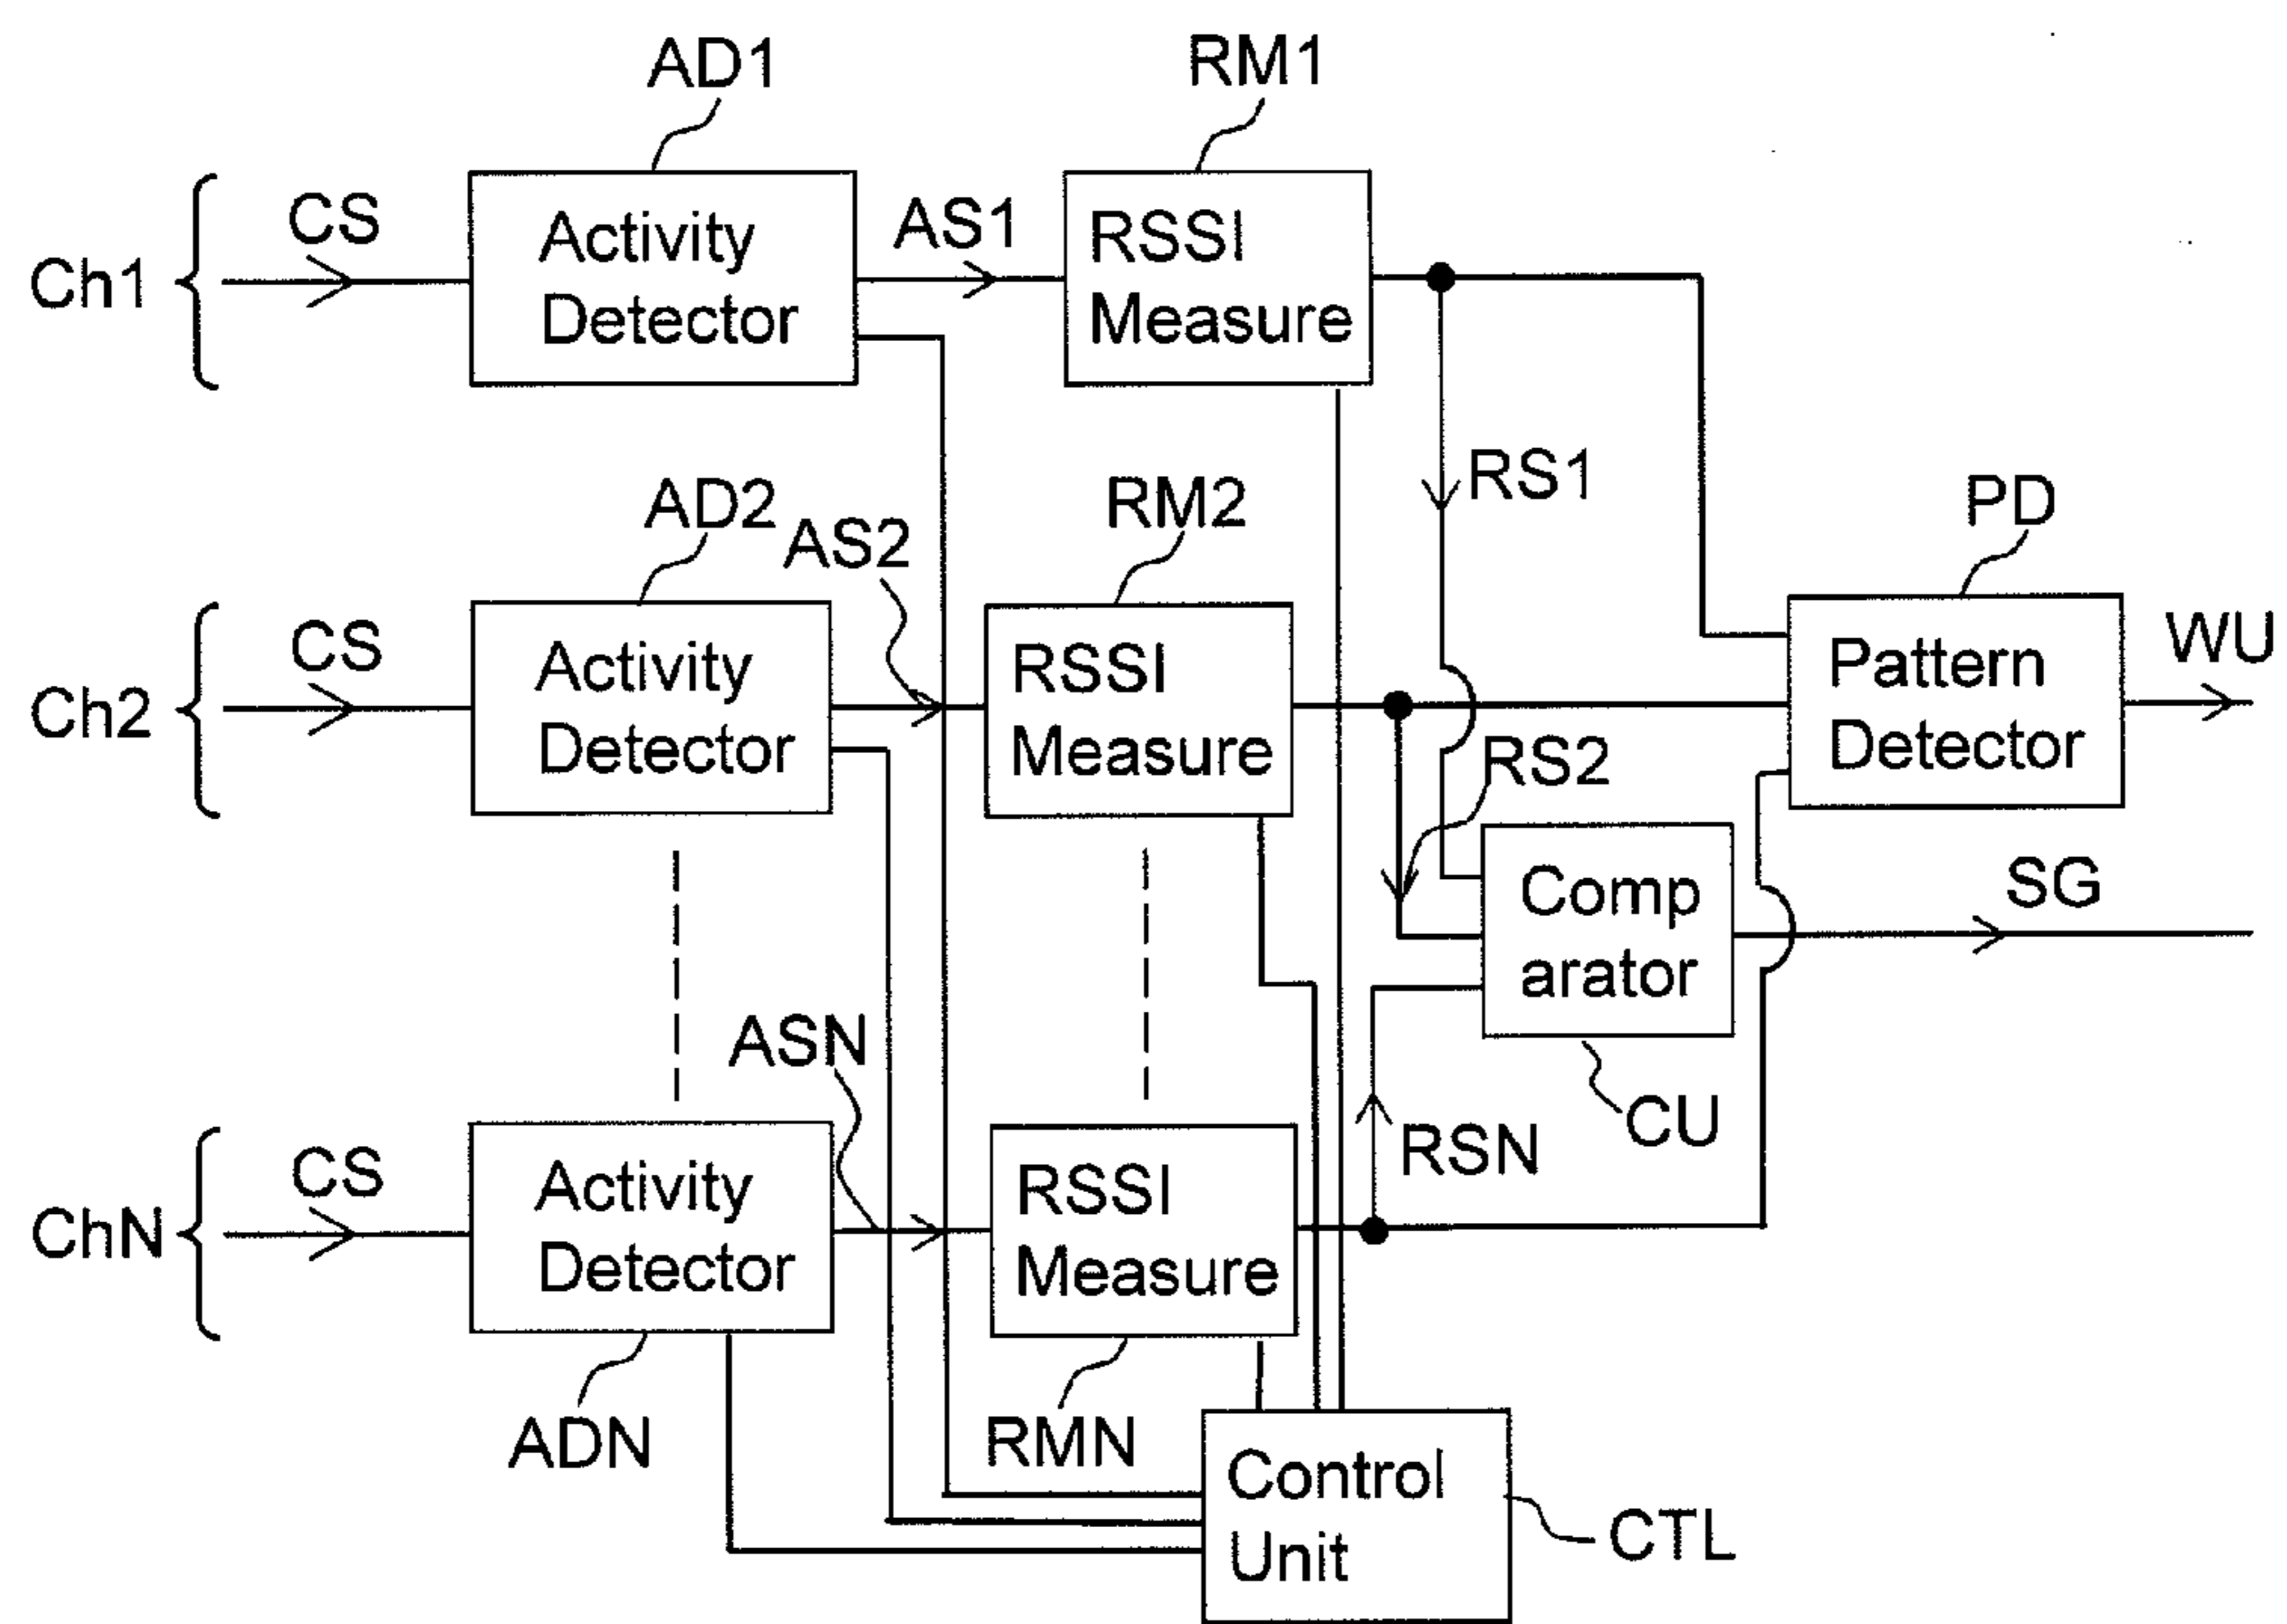 AD1
RM1
Ch1
CS
Activity
Detector
AS1
RSSI
Measure
RS1
AD2
AS2
RM2
PD
Ch2
CS
Activity
Detector
RSSI
Measure
RS2
Pattern
Detector
WU
Comp
arator
SG
CU
ChN
CS
Activity
Detector
ASN
RSSI
Measure
RSN
ADN
RMN
Control
Unit
CTL